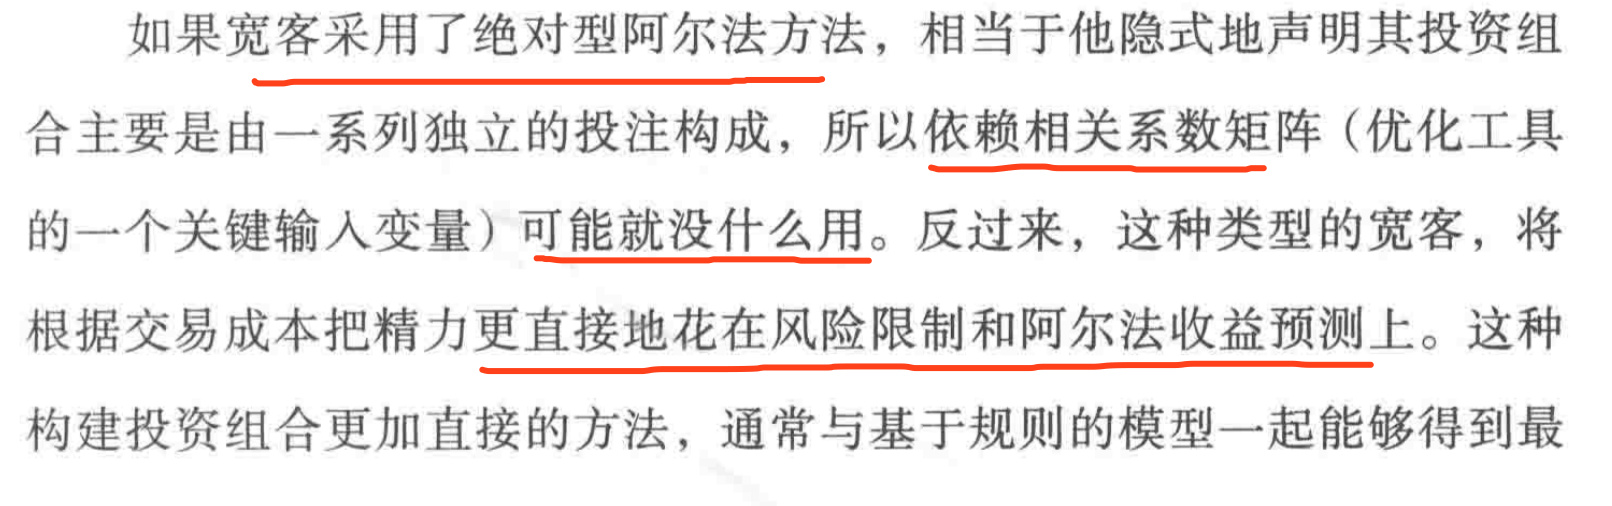 如果宽客采用了绝对型阿尔法方法，相当于他隐式地声明其投资组
合主要是由一系列独立的投注构成，所以依赖相关系数矩阵（优化工具
的一个关键输入变量）可能就没什么用。反过来，这种类型的宽客，将
根据交易成本把精力更直接地花在风险限制和阿尔法收益预测上。这种
构建投资组合更加直接的方法，通常与基于规则的模型一起能够得到最